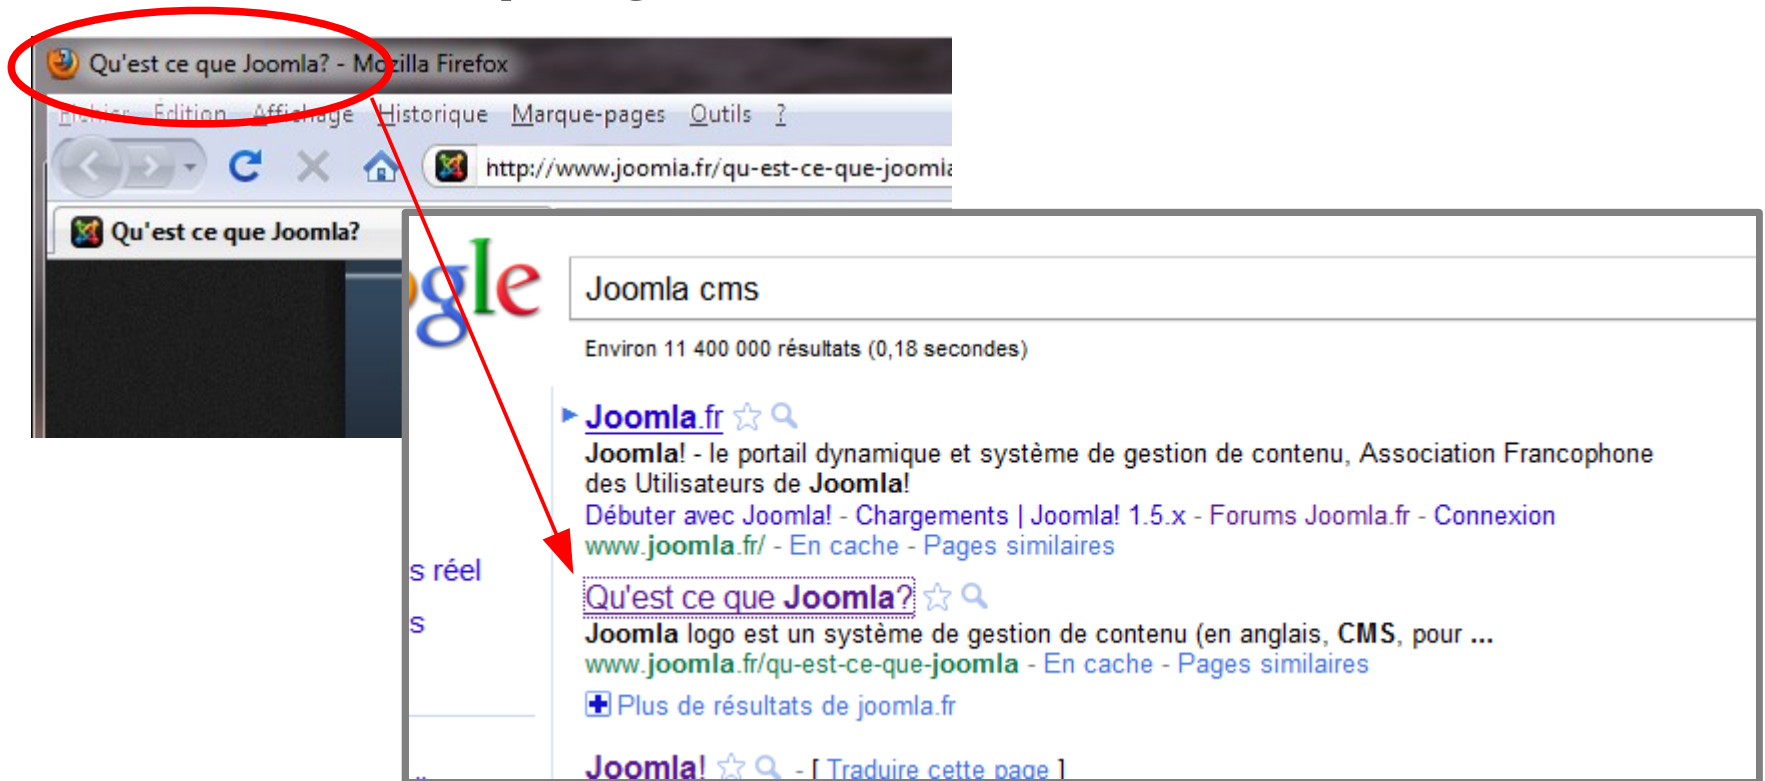 Qu'est ce que Joomla? - Mozilla Firefox
Fichier Édition Affichage Historique Marque-pages Outils ?
http://www.joomla.fr/qu-est-ce-que-joomla
Qu'est ce que Joomla?
ogle
Joomla cms
Environ 11 400 000 résultats (0,18 secondes)
Joomla.fr
Joomla! - le portail dynamique et système de gestion de contenu, Association Francophone
des Utilisateurs de Joomla!
Débuter avec Joomla! - Chargements | Joomla! 1.5.x - Forums Joomla.fr - Connexion
www.joomla.fr/ - En cache - Pages similaires
s réel
Qu'est ce que Joomla?
s
Joomla logo est un système de gestion de contenu (en anglais, CMS, pour ...
www.joomla.fr/qu-est-ce-que-joomla - En cache - Pages similaires
Plus de résultats de joomla.fr
Joomla! - [ Traduire cette page ]